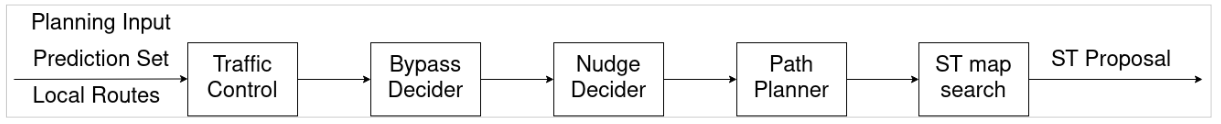 Planning Input
Prediction Set
Local Routes
Traffic
Control
Bypass
Decider
Nudge
Decider
Path
Planner
ST map
search
ST Proposal